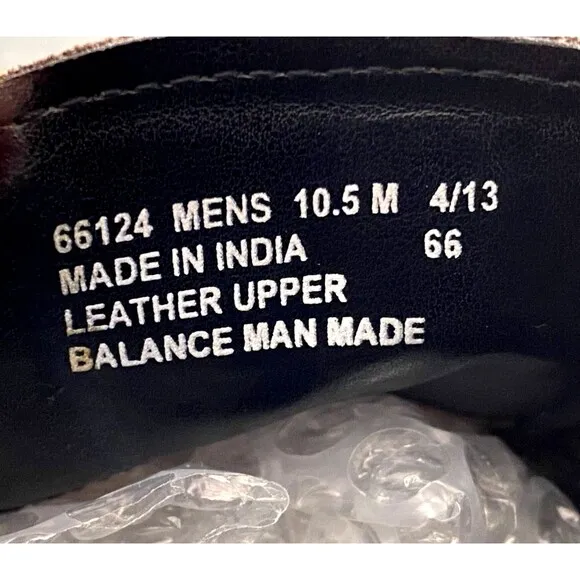 66124 MENS 10.5 M 4/13
MADE IN INDIA 66
LEATHER UPPER
BALANCE MAN MADE